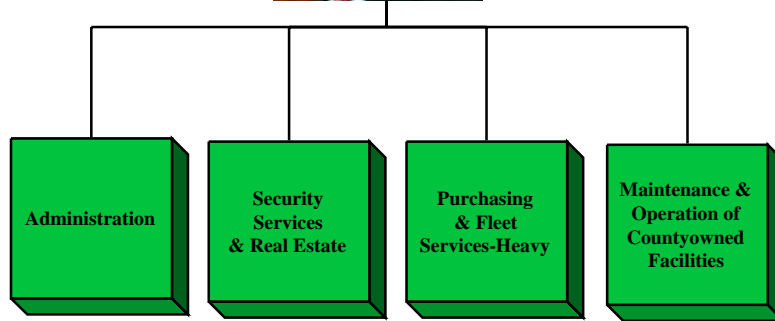 Administration
Security
Services
& Real Estate
Purchasing
& Fleet
Services-Heavy
Maintenance &
Operation of
Countyowned
Facilities